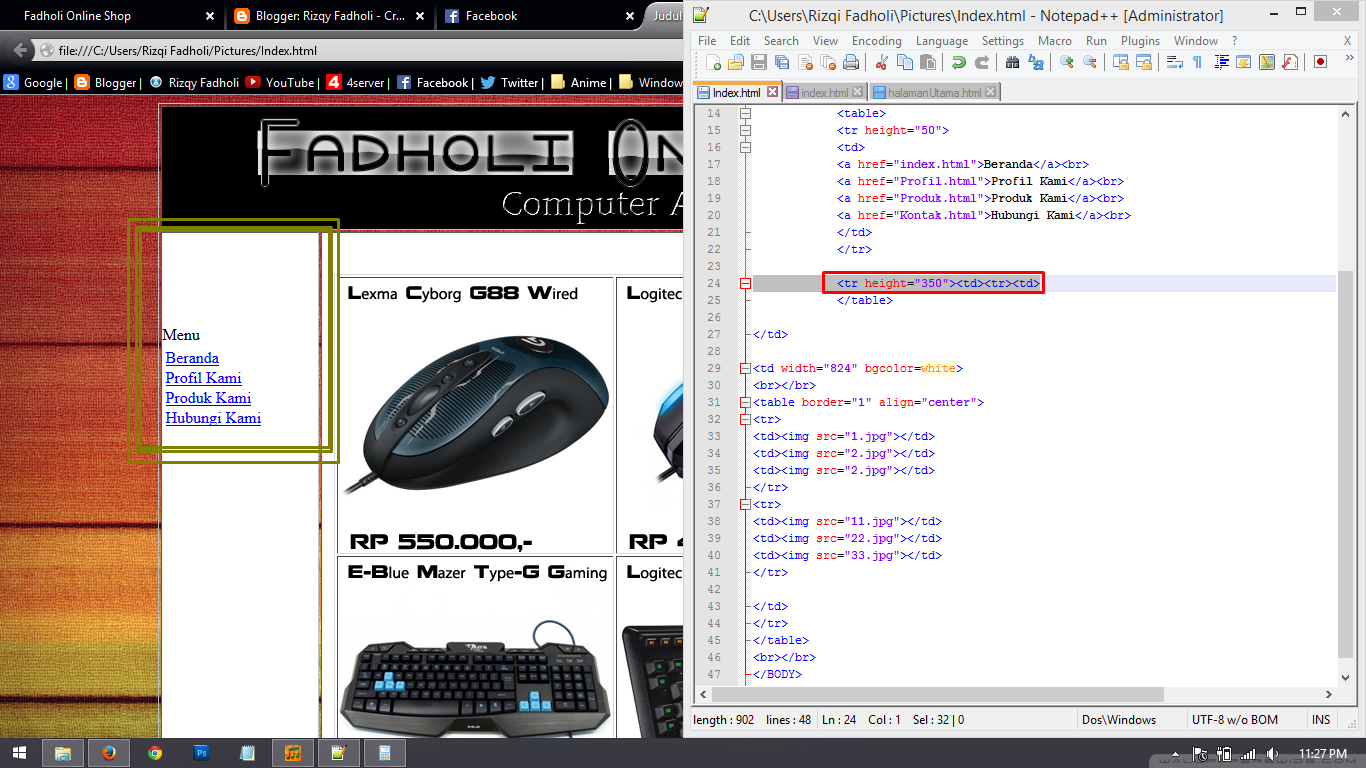 Fadholi Online Shop
Blogger: Rizqy Fadholi - Cr...
Facebook
Judul
file:///C:/Users/Rizqi Fadholi/Pictures/Index.html
Google | Blogger | Rizqy Fadholi YouTube | 4server | Facebook | Twitter | Anime | Window
Fadholi On
Computer A
Menu
Beranda
Profil Kami
Produk Kami
Hubungi Kami
Lexma Cyborg G88 Wired
Logitec
RP 550.000,-
RP 4
E-Blue Mazer Type-G Gaming
Logitec
C:\Users\Rizqi Fadholi\Pictures\Index.html - Notepad++ [Administrator]
File Edit Search View Encoding Language Settings Macro Run Plugins Window ? X
Index.html index.html halamanUtama.html
14 <table>
15 <tr height="50">
16 <td>
17 <a href="index.html">Beranda</a><br>
18 <a href="Profil.html">Profil Kami</a><br>
19 <a href="Produk.html">Produk Kami</a><br>
20 <a href="Kontak.html">Hubungi Kami</a><br>
21 </td>
22 </tr>
23
24 <tr height="350"><td><tr><td>
25 </table>
26
27 </td>
28
29 <td width="824" bgcolor=white>
30 <br></br>
31 <table border="1" align="center">
32 <tr>
33 <td><img src="1.jpg"></td>
34 <td><img src="2.jpg"></td>
35 <td><img src="2.jpg"></td>
36 </tr>
37 <tr>
38 <td><img src="11.jpg"></td>
39 <td><img src="22.jpg"></td>
40 <td><img src="33.jpg"></td>
41 </tr>
42
43 </td>
44 </tr>
45 </table>
46 <br></br>
47 </BODY>
length : 902 lines : 48 Ln : 24 Col : 1 Sel : 32 | 0 Dos\Windows UTF-8 w/o BOM INS
11:27 PM